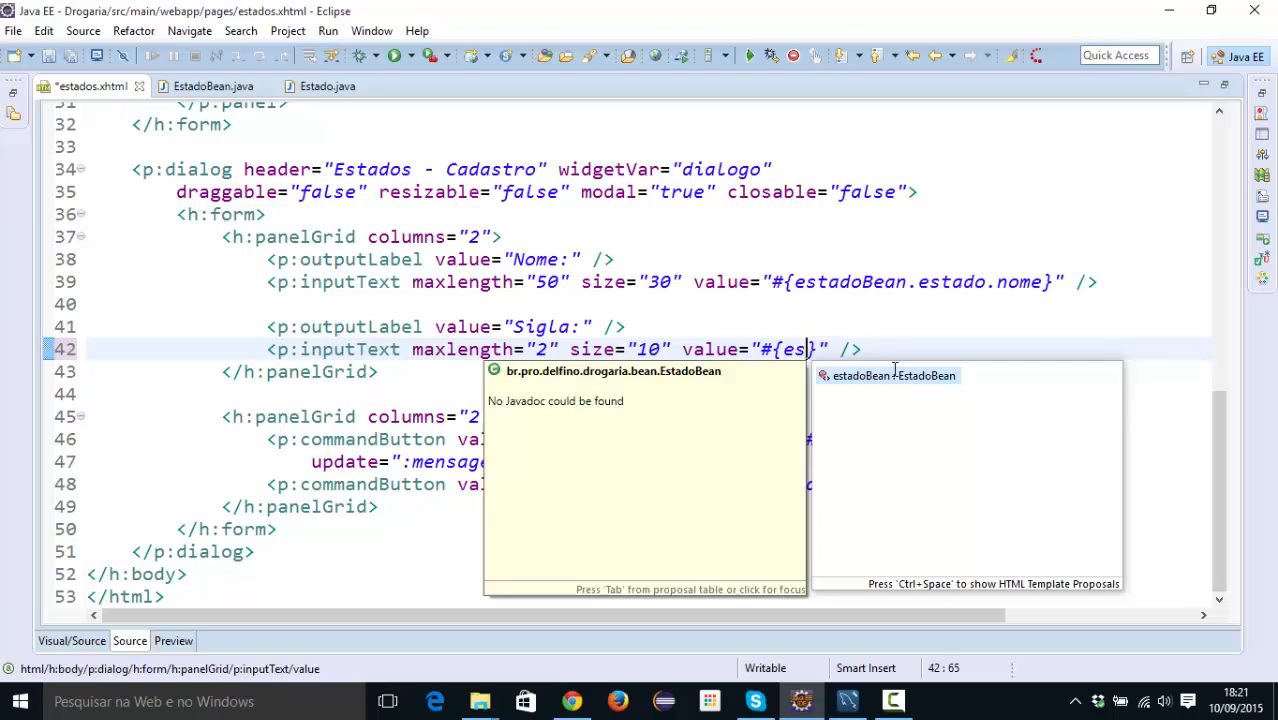 Java EE - Drogaria/src/main/webapp/pages/estados.xhtml - Eclipse
File Edit Source Refactor Navigate Search Project Run Window Help
Quick Access Java EE
*estados.xhtml EstadoBean.java Estado.java
31 </p:panel>
32 </h:form>
33
34 <p:dialog header="Estados - Cadastro" widgetVar="dialogo"
35 draggable="false" resizable="false" modal="true" closable="false">
36 <h:form>
37 <h:panelGrid columns="2">
38 <p:outputLabel value="Nome:" />
39 <p:inputText maxlength="50" size="30" value="#{estadoBean.estado.nome}" />
40
41 <p:outputLabel value="Sigla:" />
42 <p:inputText maxlength="2" size="10" value="#{es}" />
43 </h:panelGrid>
44
45 <h:panelGrid columns="2
46 <p:commandButton val
47 update=":mensage
48 <p:commandButton val
49 </h:panelGrid>
50 </h:form>
51 </p:dialog>
52 </h:body>
53 </html>
br.pro.delfino.drogaria.bean.EstadoBean
No Javadoc could be found
Press 'Tab' from proposal table or click for focus
estadoBean : EstadoBean
Press 'Ctrl+Space' to show HTML Template Proposals
Visual/Source Source Preview
html/h:body/p:dialog/h:form/h:panelGrid/p:inputText/value Writable Smart Insert 42 : 65
Pesquisar na Web e no Windows
18:21
10/09/2015